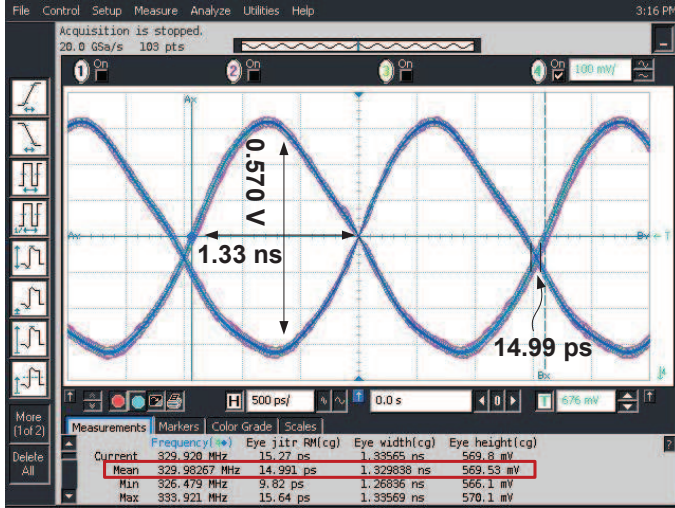 File Control Setup Measure Analyze Utilities Help 3:16 PM
Acquisition is stopped.
20.0 GSa/s 103 pts
1 On 2 On 3 On 4 On 100 mV/
Ax
0.570 V
Ax By T
1.33 ns
14.99 ps
Bx
H 500 ps/ 0.0 s 0 T 676 mV
More
(1 of 2)
Delete
All
Measurements Markers Color Grade Scales
Frequency(4) Eye jitr RM(cg) Eye width(cg) Eye height(cg) ?
Current 329.920 MHz 15.27 ps 1.33565 ns 569.8 mV
Mean 329.98267 MHz 14.991 ps 1.329838 ns 569.53 mV
Min 326.479 MHz 9.82 ps 1.26836 ns 566.1 mV
Max 333.921 MHz 15.64 ps 1.33569 ns 570.1 mV